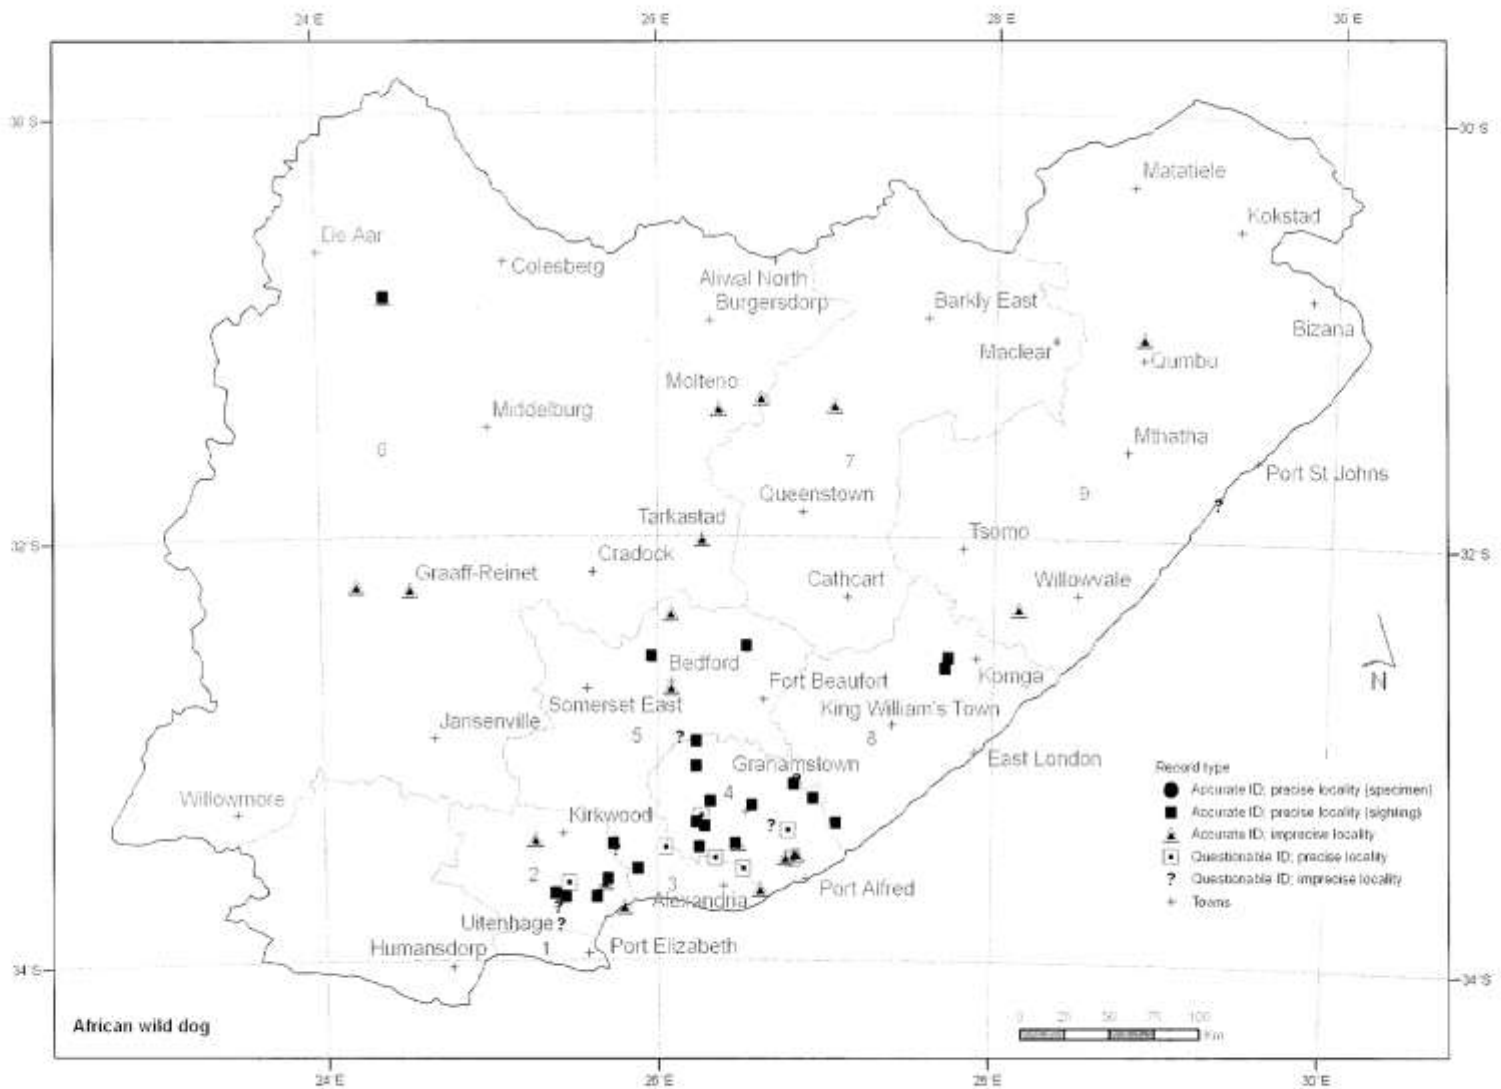 24 E 26 E 28 E 30 E
30 S 30 S
Matatiele
Kokstad
De Aar
Colesberg
Aliwal North
Burgersdorp
Barkly East
Bizana
Maclear
Qumbu
Molteno
Middelburg
Mthatha
6
7
Port St Johns
Queenstown
9
?
Tarkastad
Tsomo
32 S 32 S
Cradock
Graaff-Reinet
Cathcart
Willowvale
Bedford
Komga
N
Fort Beaufort
Somerset East
King William's Town
Jansenville
5
?
8
East London
Grahamstown
Record type
?
Accurate ID; precise locality (specimen)
4
Willowmore
Accurate ID; precise locality (sighting)
Kirkwood
?
Accurate ID; imprecise locality
Questionable ID; precise locality
2
3
? Questionable ID; imprecise locality
Port Alfred
Alexandria
Towns
?
Uitenhage ?
1
Port Elizabeth
Humansdorp
34 S 34 S
African wild dog
0 25 50 75 100
Km
24 E 26 E 28 E 30 E